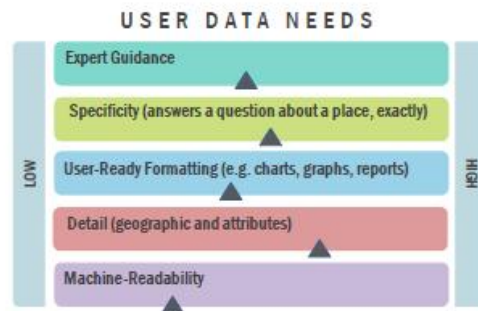 USER DATA NEEDS
Expert Guidance
Specificity (answers a question about a place, exactly)
User-Ready Formatting (e.g. charts, graphs, reports)
Detail (geographic and attributes)
Machine-Readability
LOW
HIGH